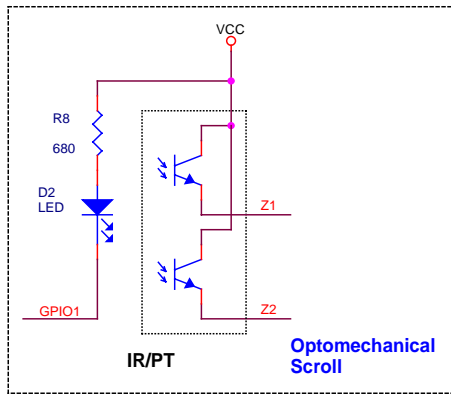 VCC
R8
680
D2
LED
Z1
GPIO1
Z2
IR/PT
Optomechanical
Scroll